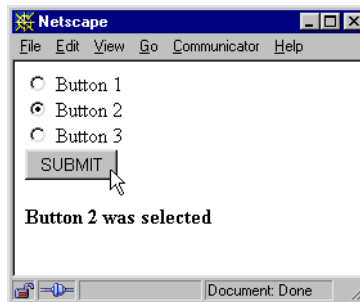 Netscape
File Edit View Go Communicator Help
Button 1
Button 2
Button 3
SUBMIT
Button 2 was selected
Document: Done